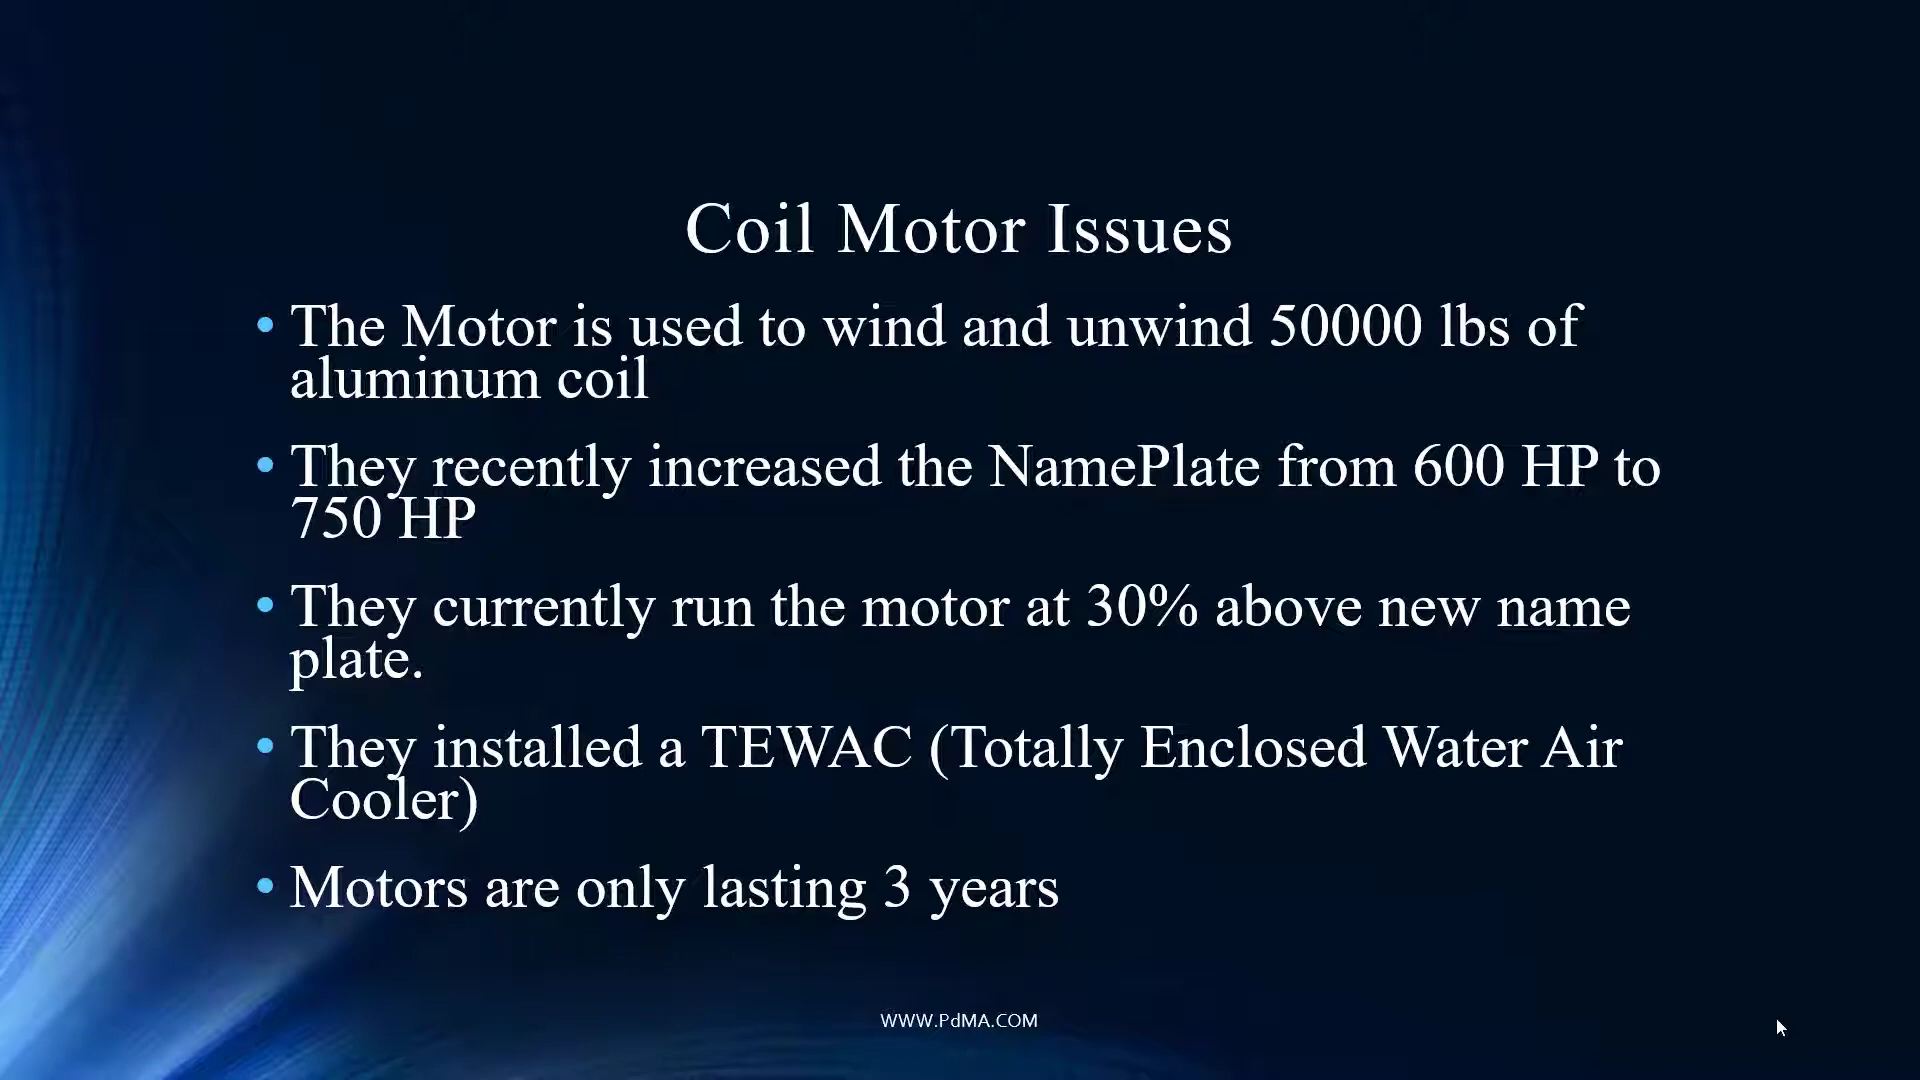 Coil Motor Issues
• The Motor is used to wind and unwind 50000 lbs of
aluminum coil
• They recently increased the NamePlate from 600 HP to
750 HP
• They currently run the motor at 30% above new name
plate.
• They installed a TEWAC (Totally Enclosed Water Air
Cooler)
• Motors are only lasting 3 years
WWW.PdMA.COM